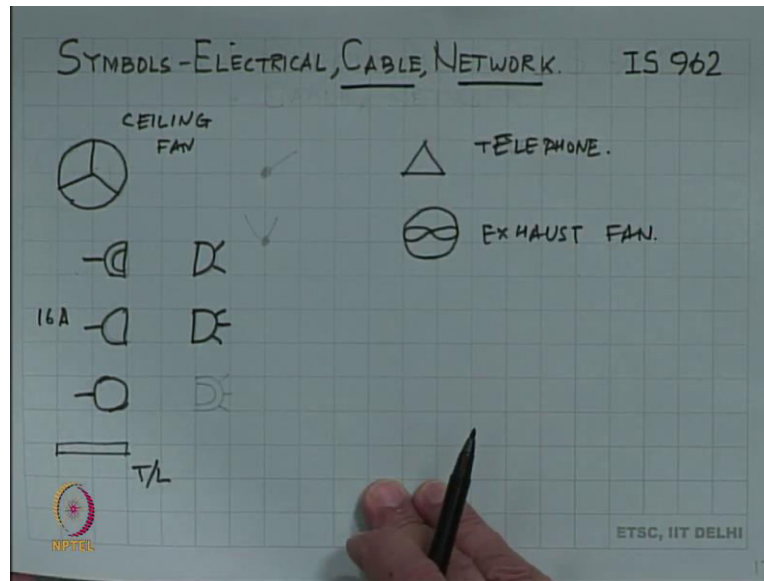 SYMBOLS - ELECTRICAL, CABLE, NETWORK. IS 962
CEILING
FAN
TELEPHONE.
EXHAUST FAN.
16A
T/L
NPTEL
ETSC, IIT DELHI